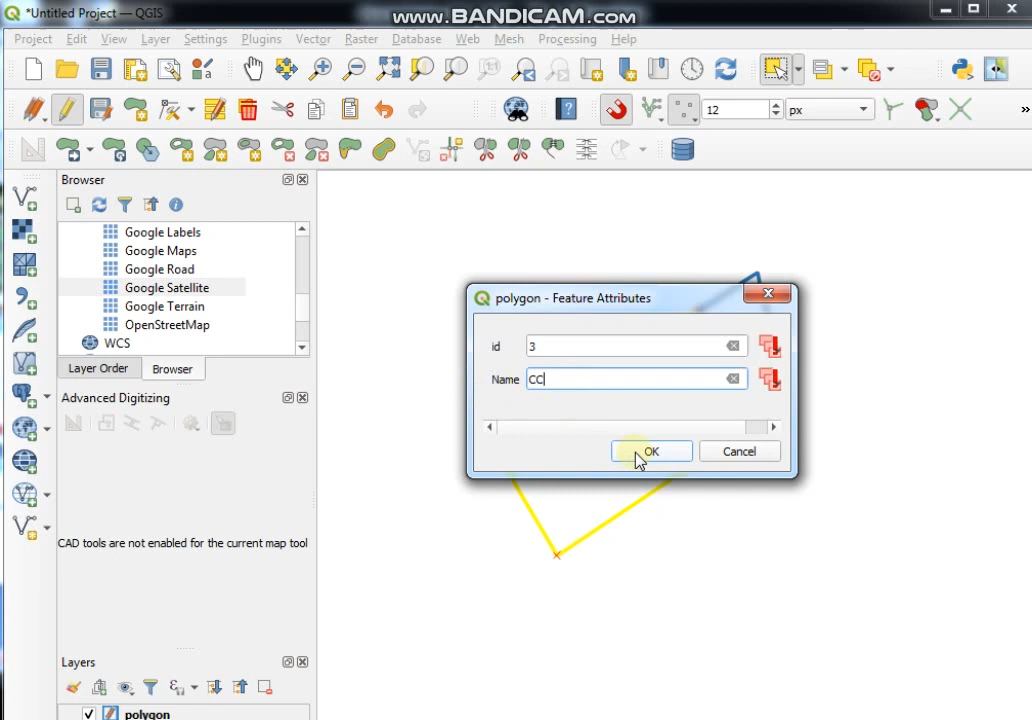 *Untitled Project — QGIS
www.BANDICAM.com
Project Edit View Layer Settings Plugins Vector Raster Database Web Mesh Processing Help
12 px »
Browser
Google Labels
Google Maps
Google Road
Google Satellite
Google Terrain
OpenStreetMap
WCS
Layer Order Browser
Advanced Digitizing
CAD tools are not enabled for the current map tool
Layers
polygon
polygon - Feature Attributes
id 3
Name CC
OK Cancel